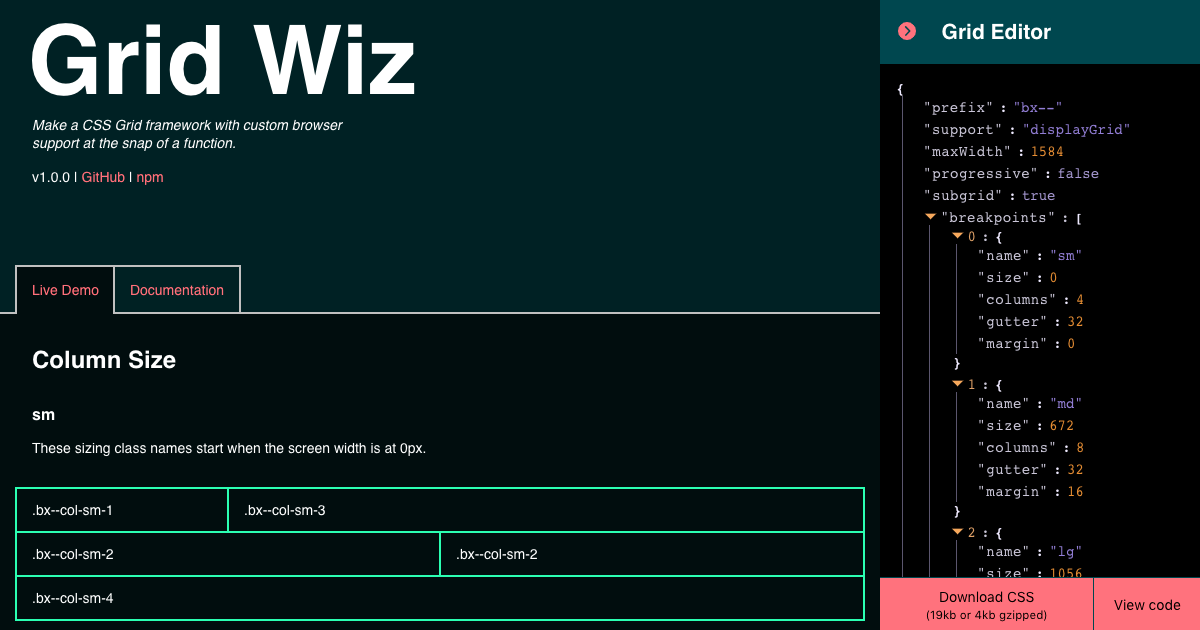 Grid Wiz
Make a CSS Grid framework with custom browser
support at the snap of a function.
v1.0.0 | GitHub | npm
Live Demo
Documentation
Column Size
sm
These sizing class names start when the screen width is at 0px.
.bx--col-sm-1
.bx--col-sm-3
.bx--col-sm-2
.bx--col-sm-2
.bx--col-sm-4
Grid Editor
{
"prefix" : "bx--"
"support" : "displayGrid"
"maxWidth" : 1584
"progressive" : false
"subgrid" : true
"breakpoints" : [
0 : {
"name" : "sm"
"size" : 0
"columns" : 4
"gutter" : 32
"margin" : 0
}
1 : {
"name" : "md"
"size" : 672
"columns" : 8
"gutter" : 32
"margin" : 16
}
2 : {
"name" : "lg"
"size" : 1056
Download CSS
(19kb or 4kb gzipped)
View code